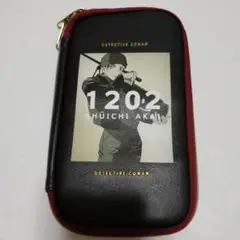 DETECTIVE CONAN
1202
SHUICHI AKAI
DETECTIVE CONAN